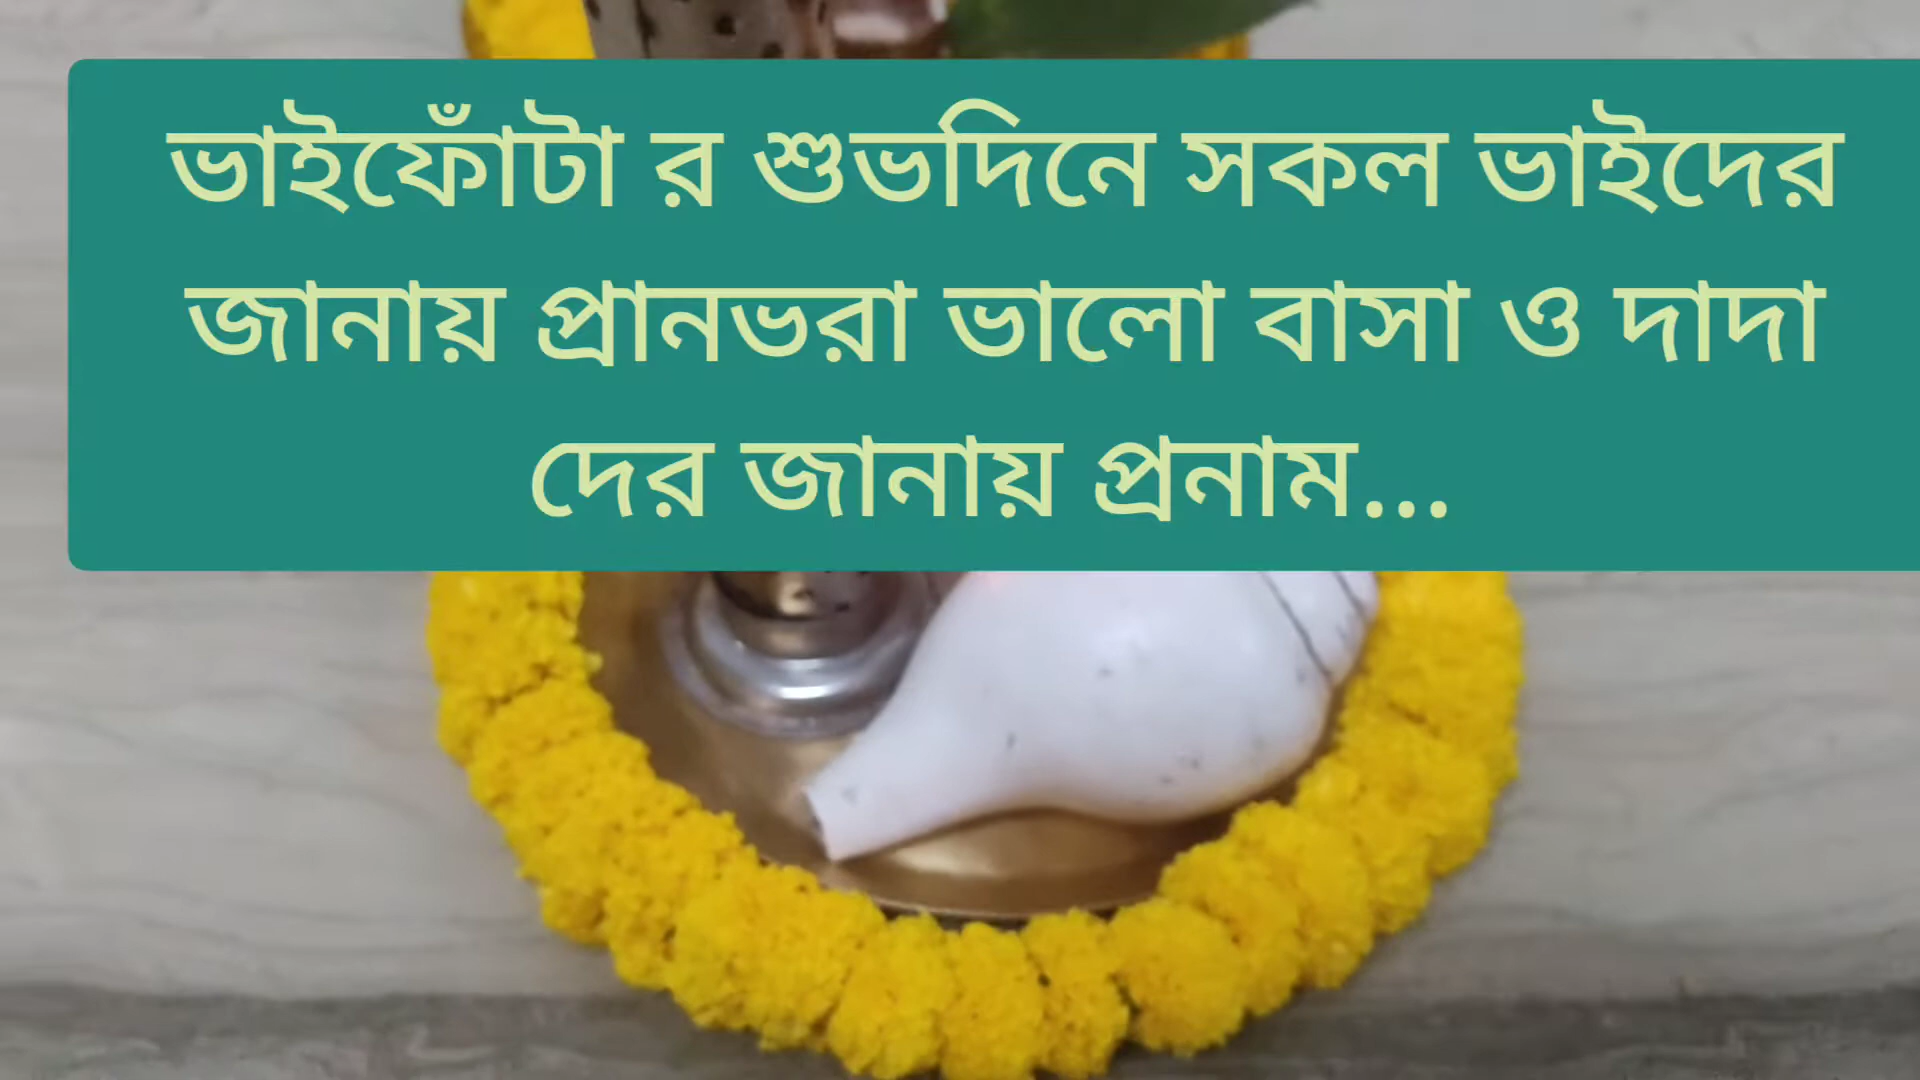 ভাইফোঁটা র শুভদিনে সকল ভাইদের
জানায় প্রানভরা ভালো বাসা ও দাদা
দের জানায় প্রনাম...